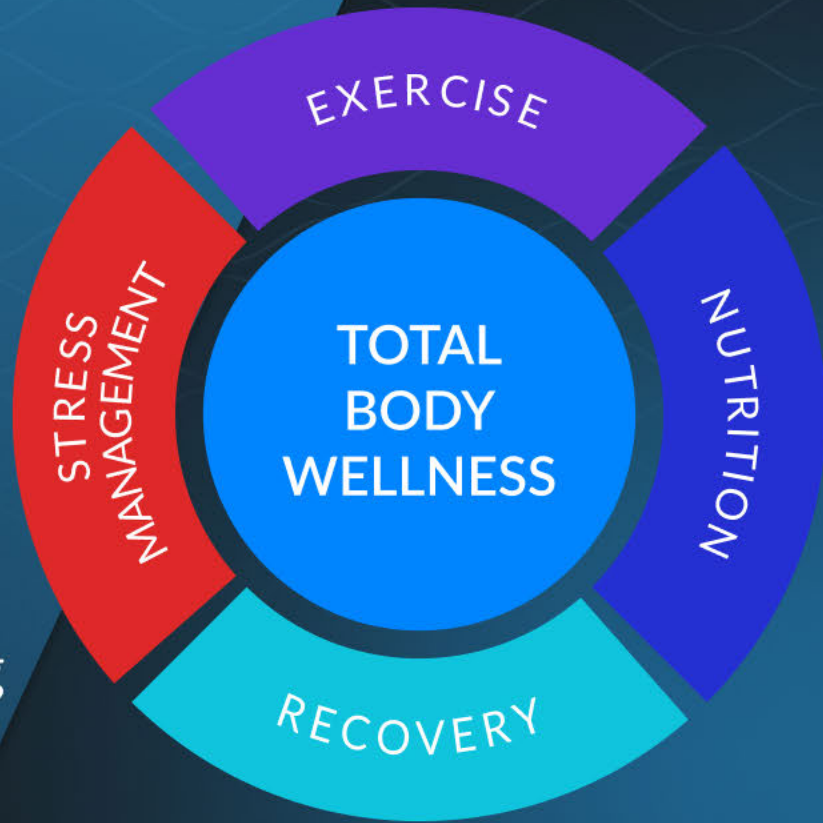 EXERCISE
NUTRITION
TOTAL
BODY
WELLNESS
STRESS
MANAGEMENT
RECOVERY